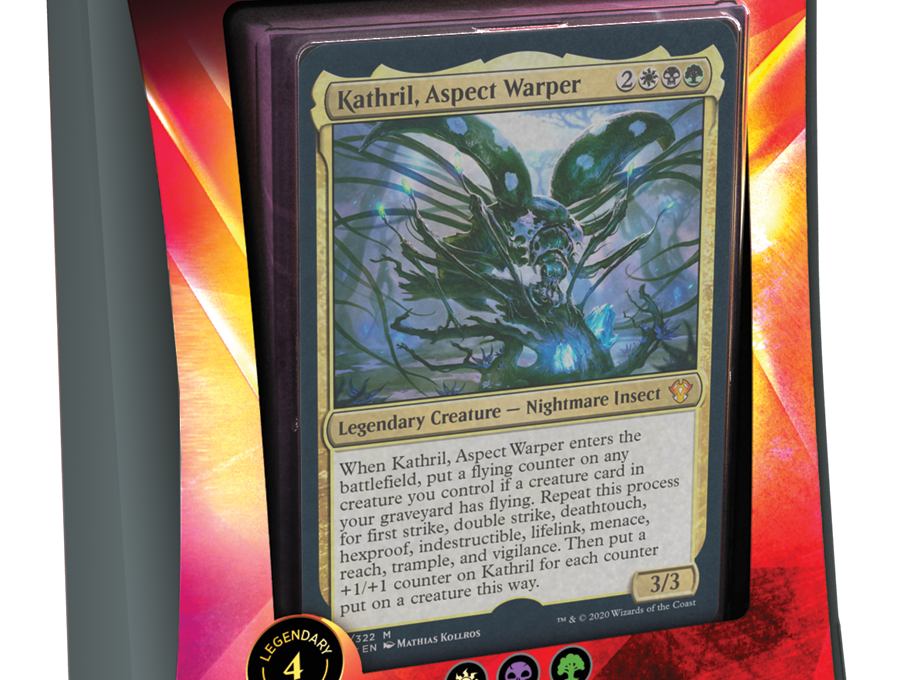 Kathril, Aspect Warper 2
Legendary Creature — Nightmare Insect
When Kathril, Aspect Warper enters the
battlefield, put a flying counter on any
creature you control if a creature card in
your graveyard has flying. Repeat this process
for first strike, double strike, deathtouch,
hexproof, indestructible, lifelink, menace,
reach, trample, and vigilance. Then put a
+1/+1 counter on Kathril for each counter
put on a creature this way.
3/3
/322 M
EN MATHIAS KOLLROS
™ & © 2020 Wizards of the Coast
LEGENDARY
4